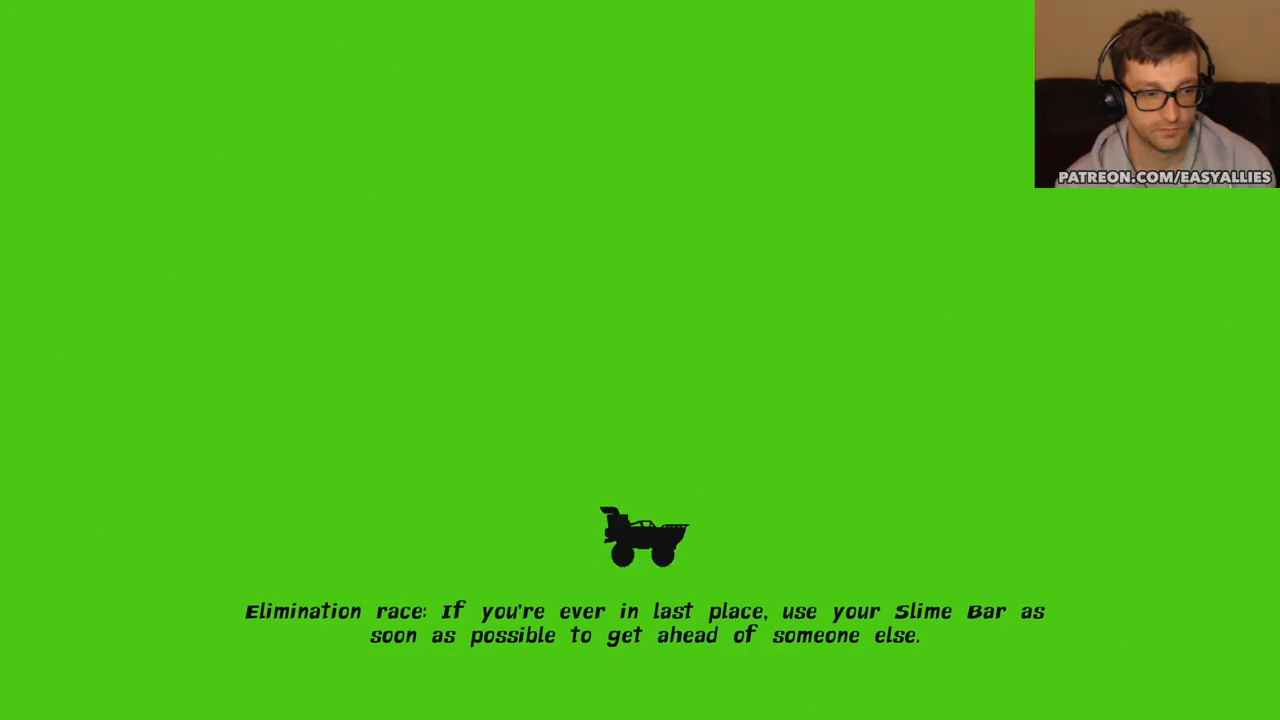 PATREON.COM/EASYALLIES
Elimination race: If you're ever in last place, use your Slime Bar as
soon as possible to get ahead of someone else.